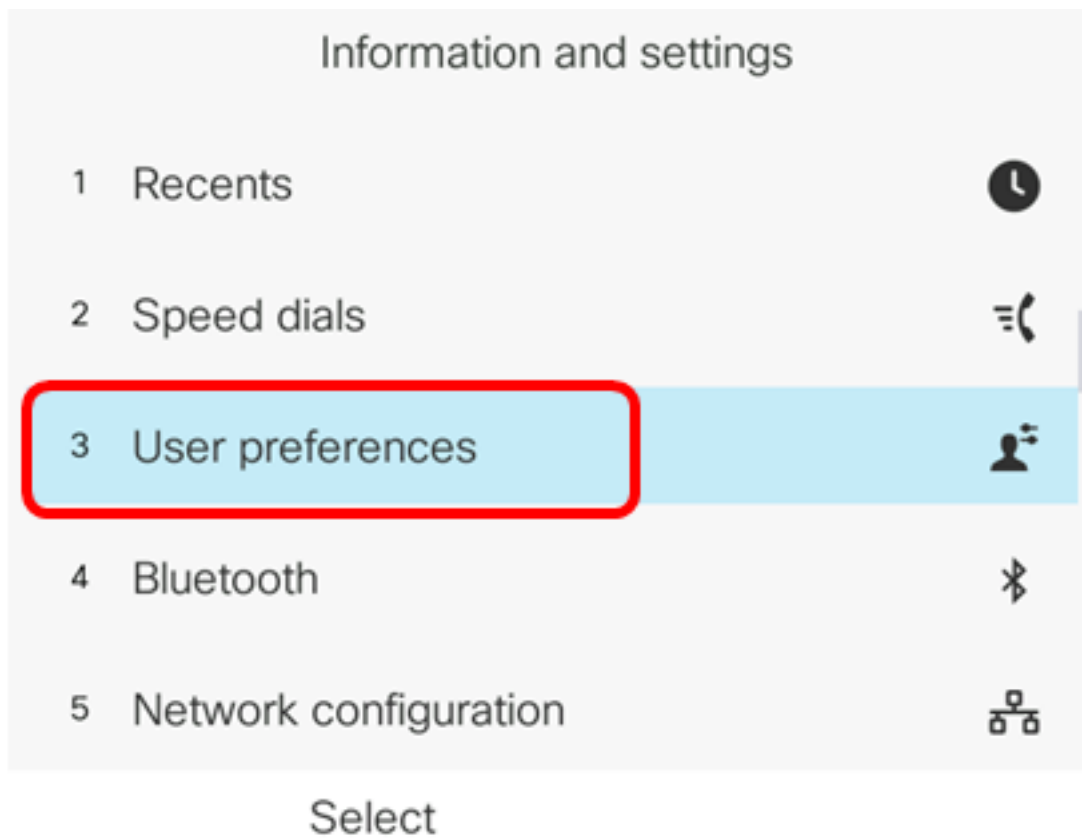 Information and settings
1 Recents
2 Speed dials
3 User preferences
4 Bluetooth
5 Network configuration
Select